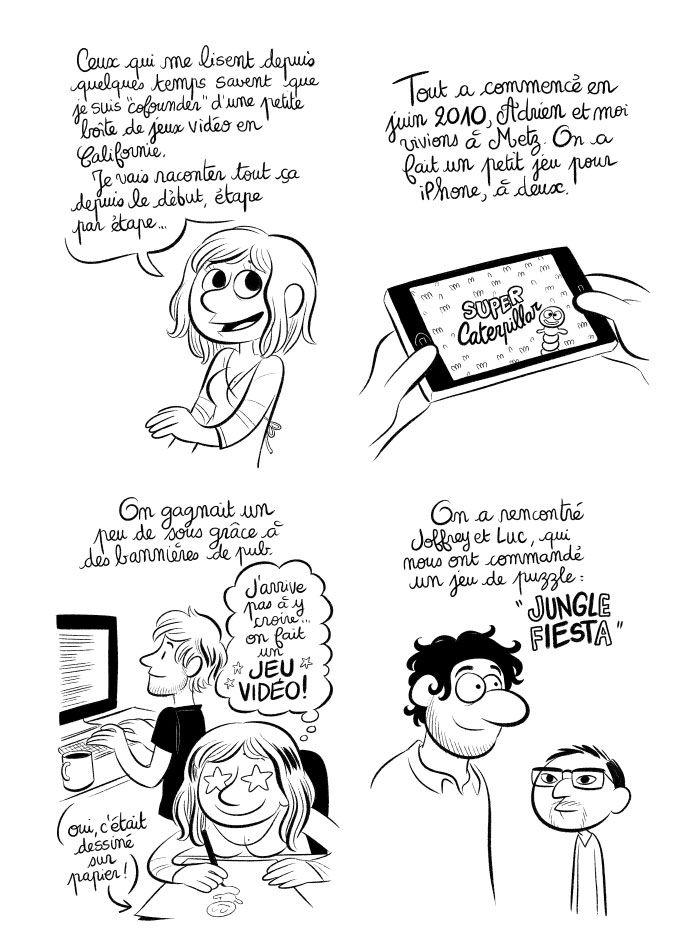 Ceux qui me lisent depuis
quelques temps savent que
je suis "cofounder" d'une petite
boîte de jeux vidéo en
Californie.
Je vais raconter tout ça
depuis le début, étape
par étape...
Tout a commencé en
juin 2010, Adrien et moi
vivions à Metz. On a
fait un petit jeu pour
iPhone, à deux.
SUPER
Caterpillar
On gagnait un
peu de sous grâce à
des bannières de pub.
J'arrive
pas à y
croire...
on fait
un
JEU
VIDÉO!
(oui, c'était
dessiné
sur
papier!)
On a rencontré
Joffrey et Luc, qui
nous ont commandé
un jeu de puzzle:
"JUNGLE
FIESTA"